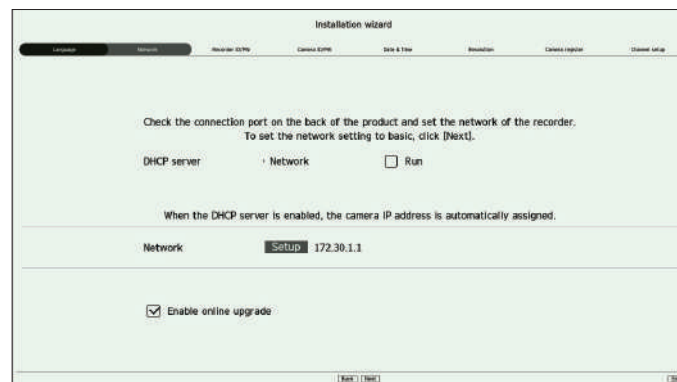 Installation wizard
Language
Network
Recorder ID/PW
Camera ID/PW
Date & Time
Resolution
Camera register
Channel setup
Check the connection port on the back of the product and set the network of the recorder.
To set the network setting to basic, click [Next].
DHCP server
· Network
Run
When the DHCP server is enabled, the camera IP address is automatically assigned.
Network
Setup
172.30.1.1
Enable online upgrade
Back
Next